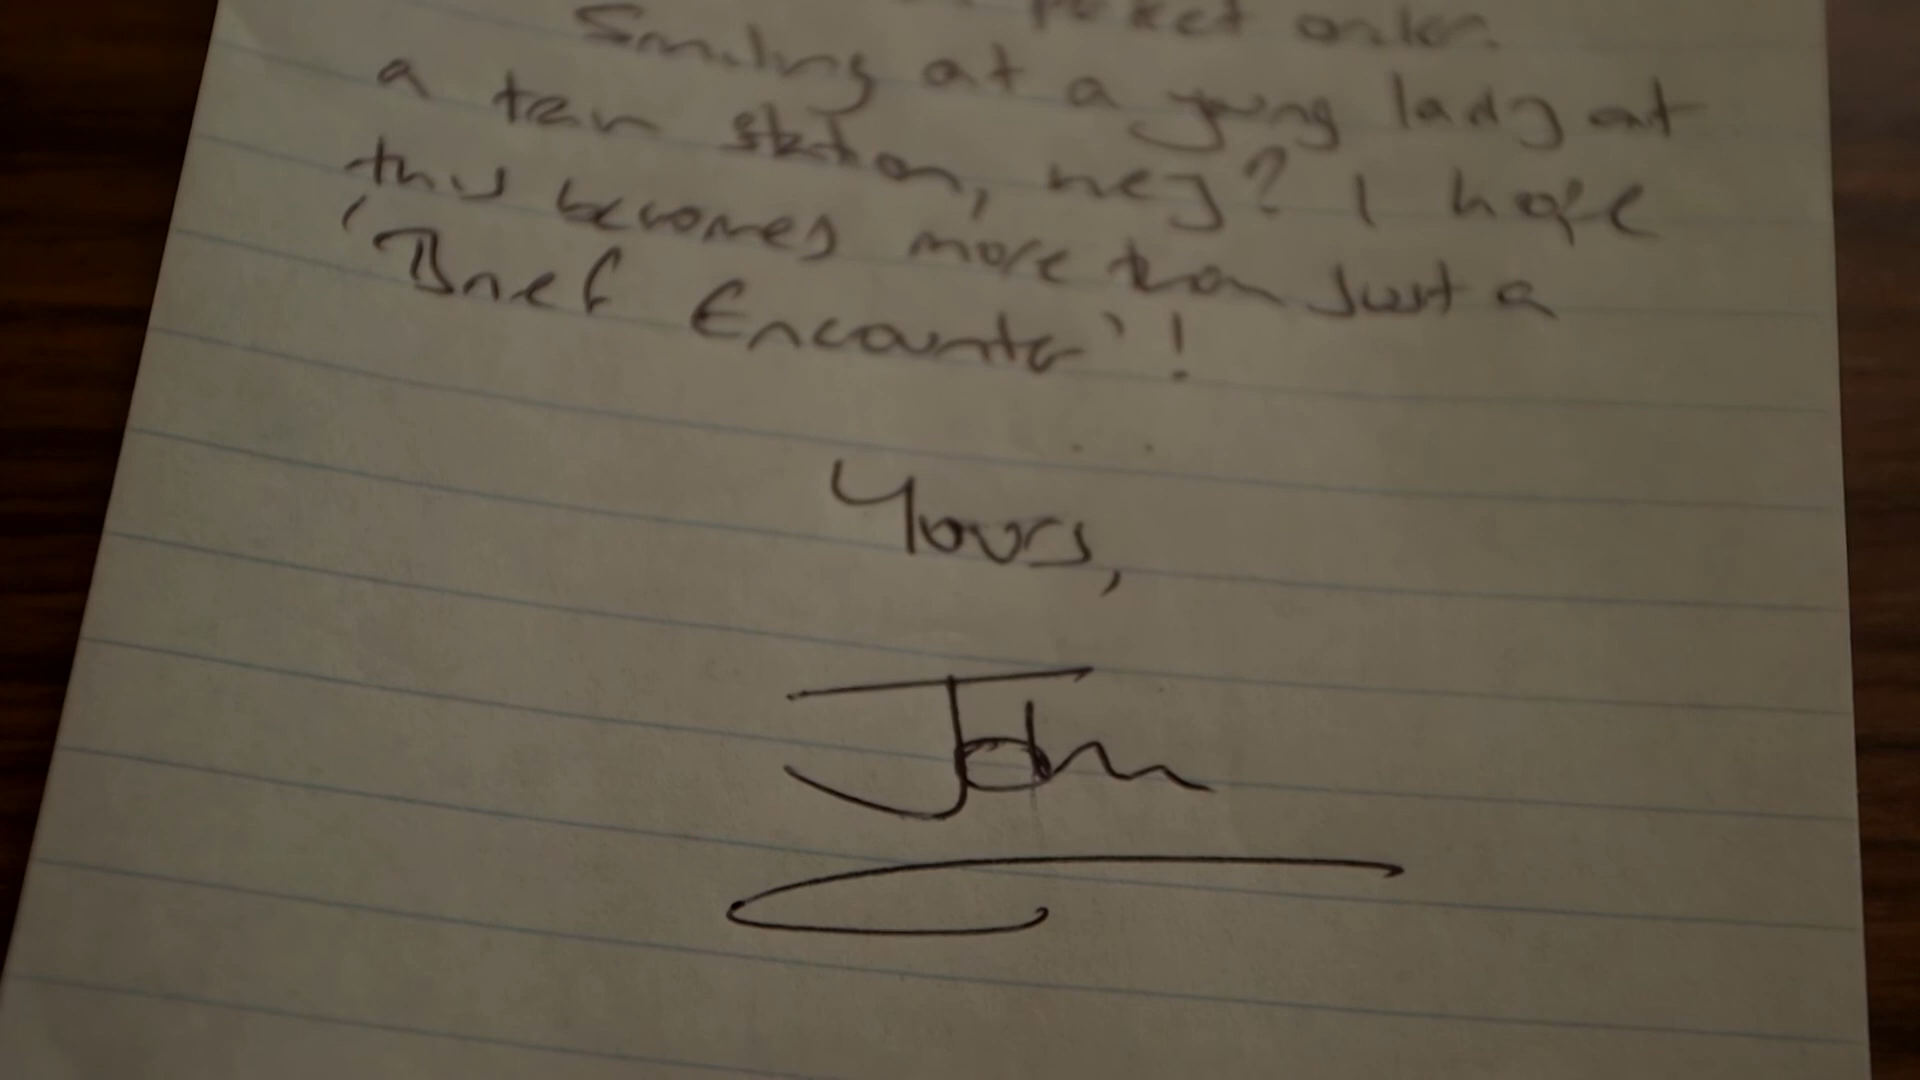 pocket order.
Smiling at a young lady at
a train station, hey? I hope
this becomes more than just a
'Brief Encounter'!
Yours,
John